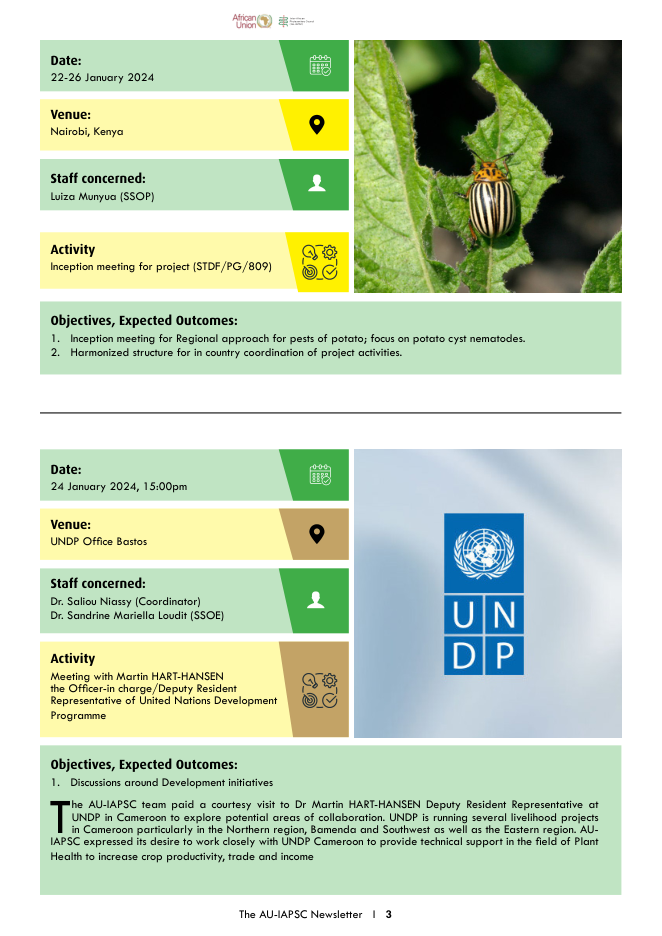 African
Union
Date:
22-26 January 2024
Venue:
Nairobi, Kenya
Staff concerned:
Luiza Munyua (SSOP)
Activity
Inception meeting for project (STDF/PG/809)
Objectives, Expected Outcomes:
1. Inception meeting for Regional approach for pests of potato; focus on potato cyst nematodes.
2. Harmonized structure for in country coordination of project activities.
Date:
24 January 2024, 15:00pm
Venue:
UNDP Office Bastos
Staff concerned:
Dr. Saliou Niassy (Coordinator)
Dr. Sandrine Mariella Loudit (SSOE)
Activity
Meeting with Martin HART-HANSEN
the Officer-in charge/Deputy Resident
Representative of United Nations Development
Programme
U N
D P
Objectives, Expected Outcomes:
1. Discussions around Development initiatives
The AU-IAPSC team paid a courtesy visit to Dr Martin HART-HANSEN Deputy Resident Representative at
UNDP in Cameroon to explore potential areas of collaboration. UNDP is running several livelihood projects
in Cameroon particularly in the Northern region, Bamenda and Southwest as well as the Eastern region. AU-
IAPSC expressed its desire to work closely with UNDP Cameroon to provide technical support in the field of Plant
Health to increase crop productivity, trade and income
The AU-IAPSC Newsletter I 3